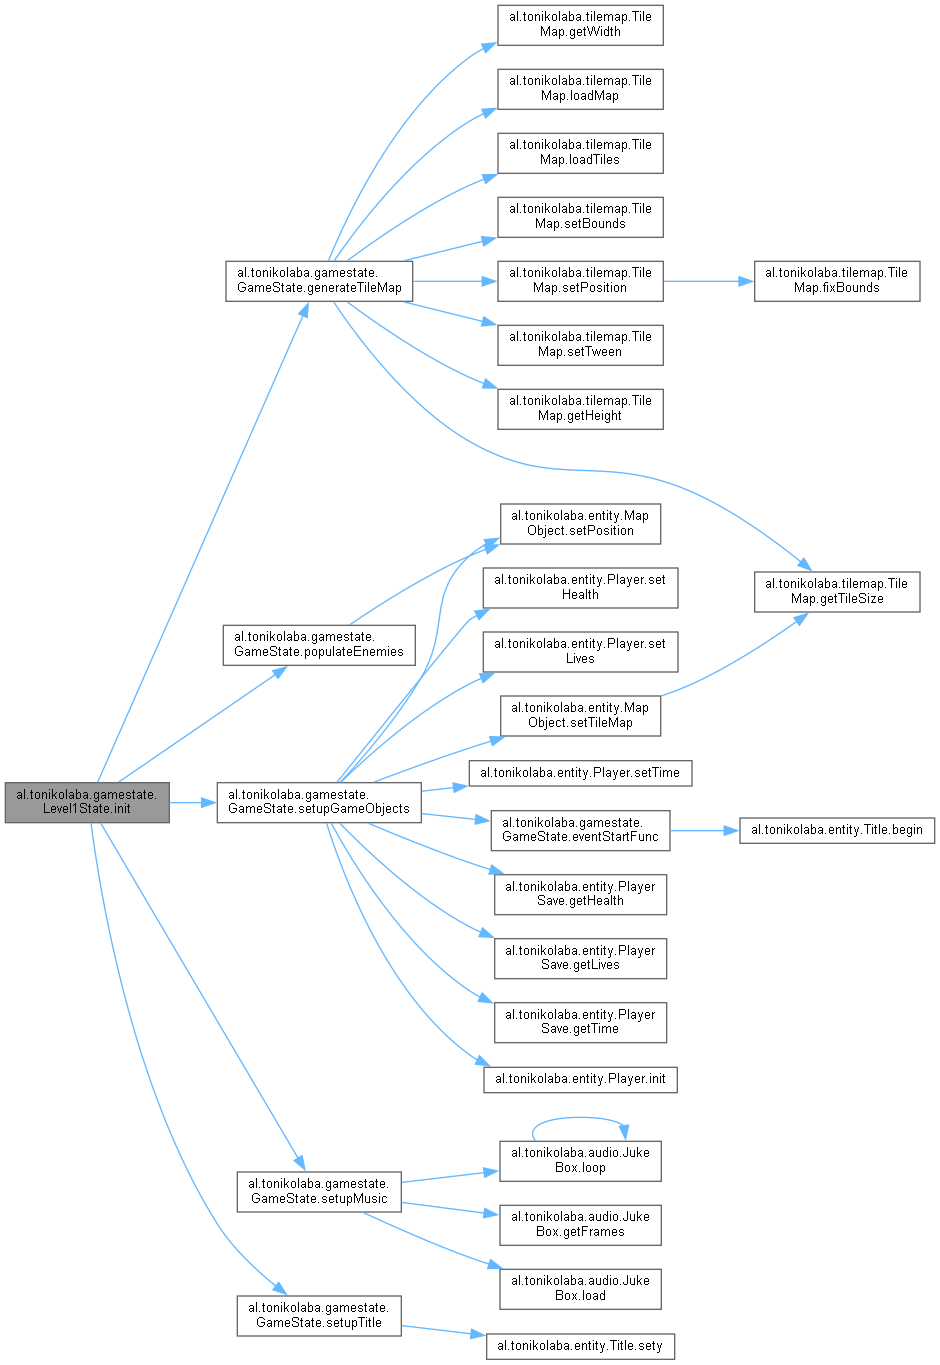 al.tonikolaba.tilemap.Tile
Map.getWidth
al.tonikolaba.tilemap.Tile
Map.loadMap
al.tonikolaba.tilemap.Tile
Map.loadTiles
al.tonikolaba.tilemap.Tile
Map.setBounds
al.tonikolaba.gamestate.
GameState.generateTileMap
al.tonikolaba.tilemap.Tile
Map.setPosition
al.tonikolaba.tilemap.Tile
Map.fixBounds
al.tonikolaba.tilemap.Tile
Map.setTween
al.tonikolaba.tilemap.Tile
Map.getHeight
al.tonikolaba.entity.Map
Object.setPosition
al.tonikolaba.entity.Player.set
Health
al.tonikolaba.tilemap.Tile
Map.getTileSize
al.tonikolaba.gamestate.
GameState.populateEnemies
al.tonikolaba.entity.Player.set
Lives
al.tonikolaba.entity.Map
Object.setTileMap
al.tonikolaba.entity.Player.setTime
al.tonikolaba.gamestate.
Level1State.init
al.tonikolaba.gamestate.
GameState.setupGameObjects
al.tonikolaba.gamestate.
GameState.eventStartFunc
al.tonikolaba.entity.Title.begin
al.tonikolaba.entity.Player
Save.getHealth
al.tonikolaba.entity.Player
Save.getLives
al.tonikolaba.entity.Player
Save.getTime
al.tonikolaba.entity.Player.init
al.tonikolaba.audio.Juke
Box.loop
al.tonikolaba.gamestate.
GameState.setupMusic
al.tonikolaba.audio.Juke
Box.getFrames
al.tonikolaba.audio.Juke
Box.load
al.tonikolaba.gamestate.
GameState.setupTitle
al.tonikolaba.entity.Title.sety